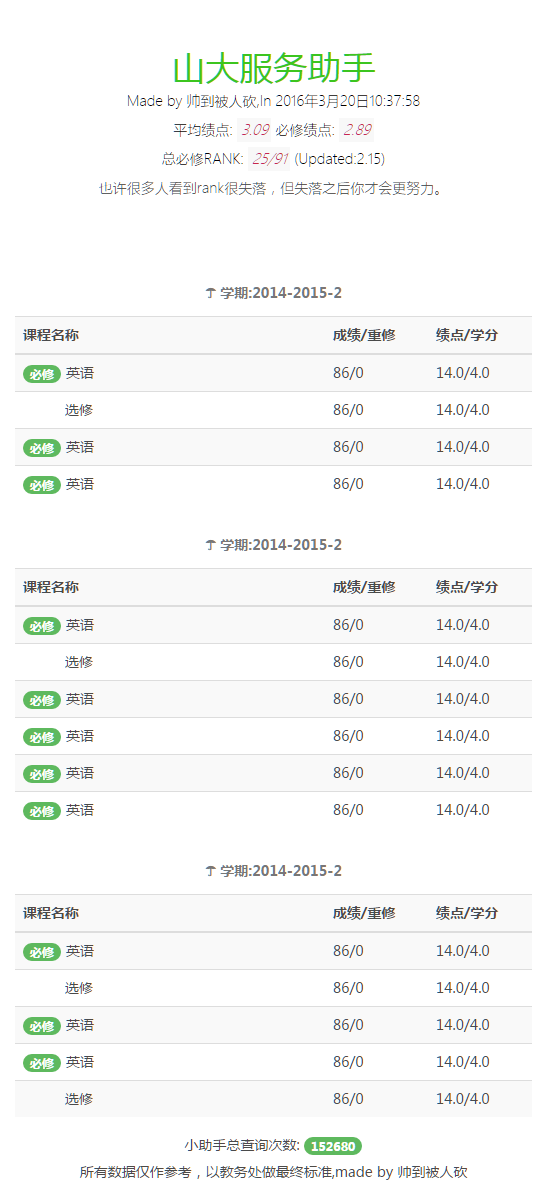 山大服务助手
Made by 帅到被人砍,In 2016年3月20日10:37:58
平均绩点: 3.09 必修绩点: 2.89
总必修RANK: 25/91 (Updated:2.15)
也许很多人看到rank很失落，但失落之后你才会更努力。
学期:2014-2015-2
课程名称 成绩/重修 绩点/学分
必修 英语 86/0 14.0/4.0
选修 86/0 14.0/4.0
必修 英语 86/0 14.0/4.0
必修 英语 86/0 14.0/4.0
学期:2014-2015-2
课程名称 成绩/重修 绩点/学分
必修 英语 86/0 14.0/4.0
选修 86/0 14.0/4.0
必修 英语 86/0 14.0/4.0
必修 英语 86/0 14.0/4.0
必修 英语 86/0 14.0/4.0
必修 英语 86/0 14.0/4.0
学期:2014-2015-2
课程名称 成绩/重修 绩点/学分
必修 英语 86/0 14.0/4.0
选修 86/0 14.0/4.0
必修 英语 86/0 14.0/4.0
必修 英语 86/0 14.0/4.0
选修 86/0 14.0/4.0
小助手总查询次数: 152680
所有数据仅作参考，以教务处做最终标准,made by 帅到被人砍